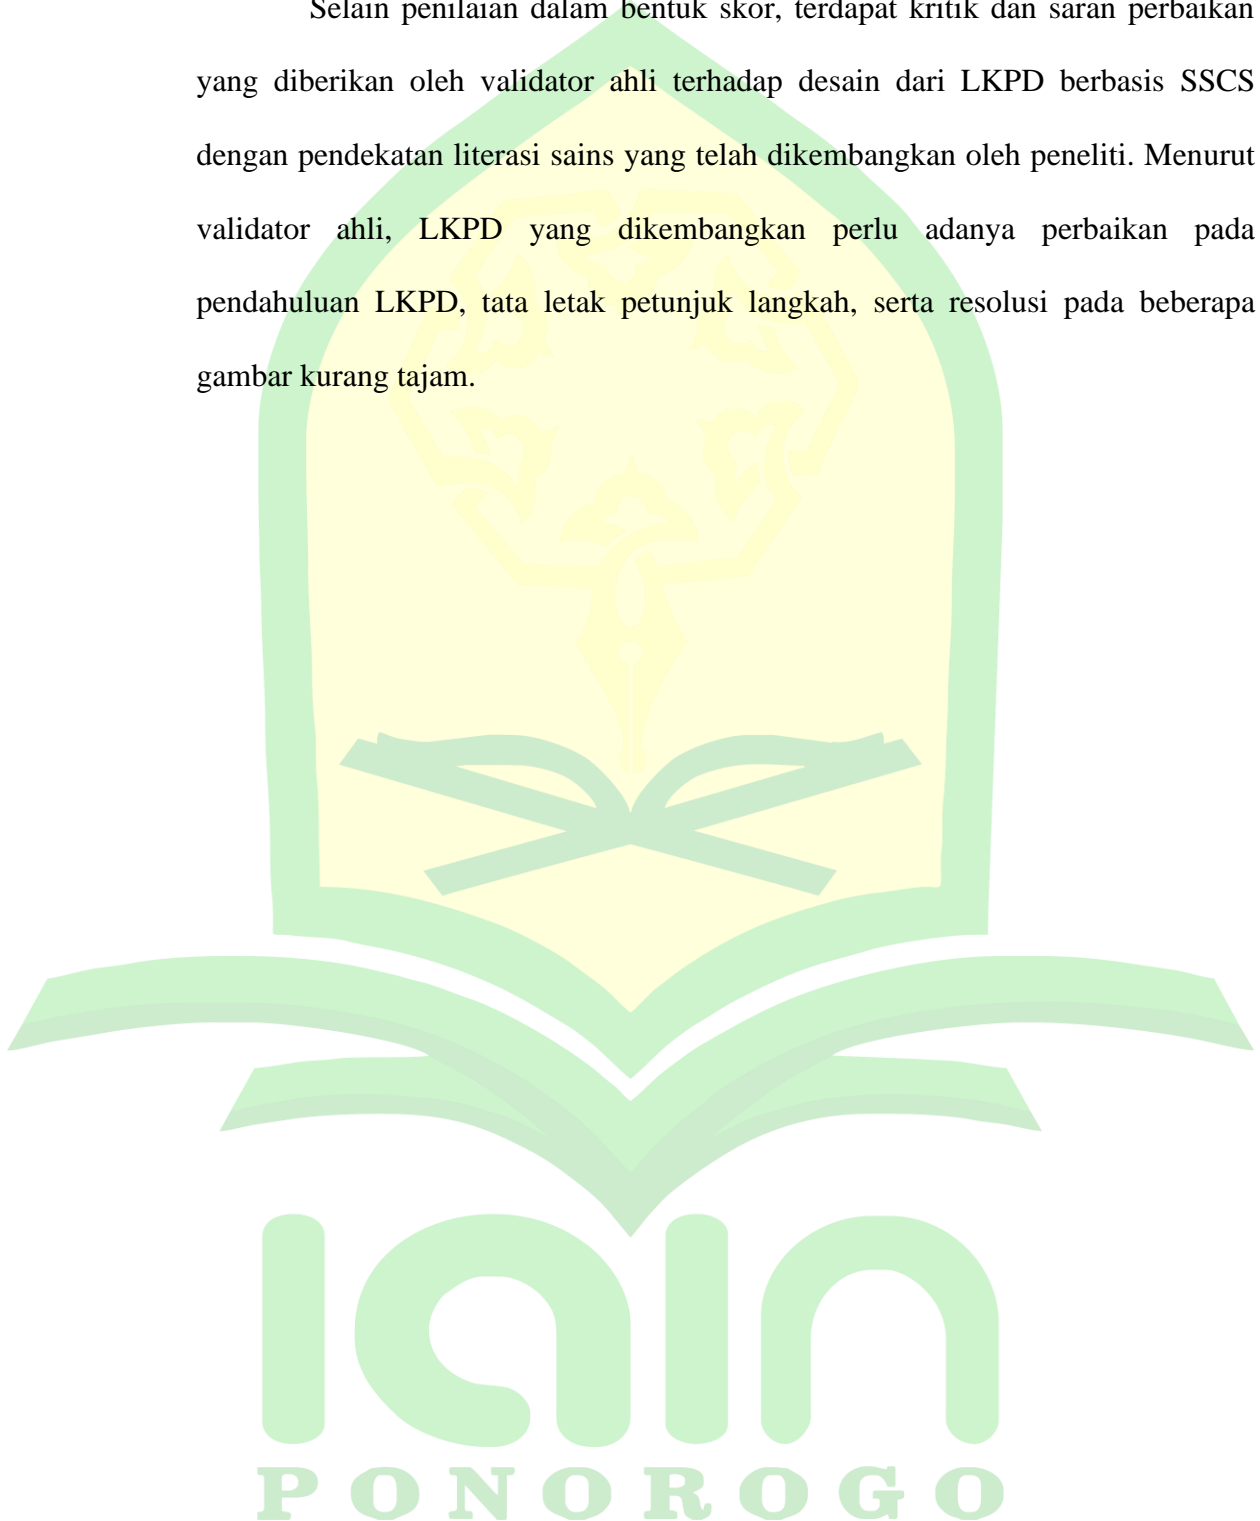 Selain penilaian dalam bentuk skor, terdapat kritik dan saran perbaikan
yang diberikan oleh validator ahli terhadap desain dari LKPD berbasis SSCS
dengan pendekatan literasi sains yang telah dikembangkan oleh peneliti. Menurut
validator ahli, LKPD yang dikembangkan perlu adanya perbaikan pada
pendahuluan LKPD, tata letak petunjuk langkah, serta resolusi pada beberapa
gambar kurang tajam.
iain
PONOROGO